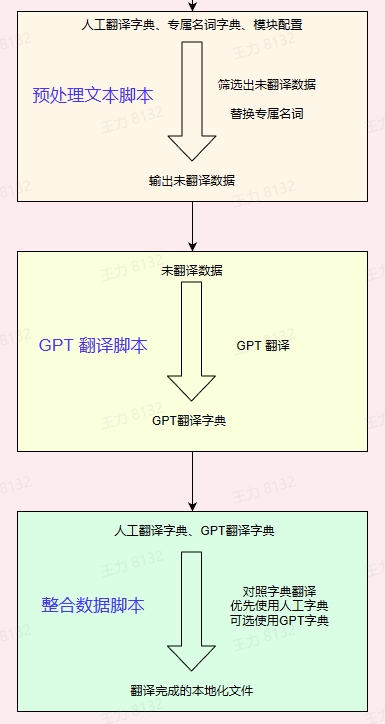 人工翻译字典、专属名词字典、模块配置
预处理文本脚本
筛选出未翻译数据
替换专属名词
输出未翻译数据
未翻译数据
GPT 翻译脚本
GPT 翻译
GPT翻译字典
人工翻译字典、GPT翻译字典
整合数据脚本
对照字典翻译
优先使用人工字典
可选使用GPT字典
翻译完成的本地化文件
王力 8132